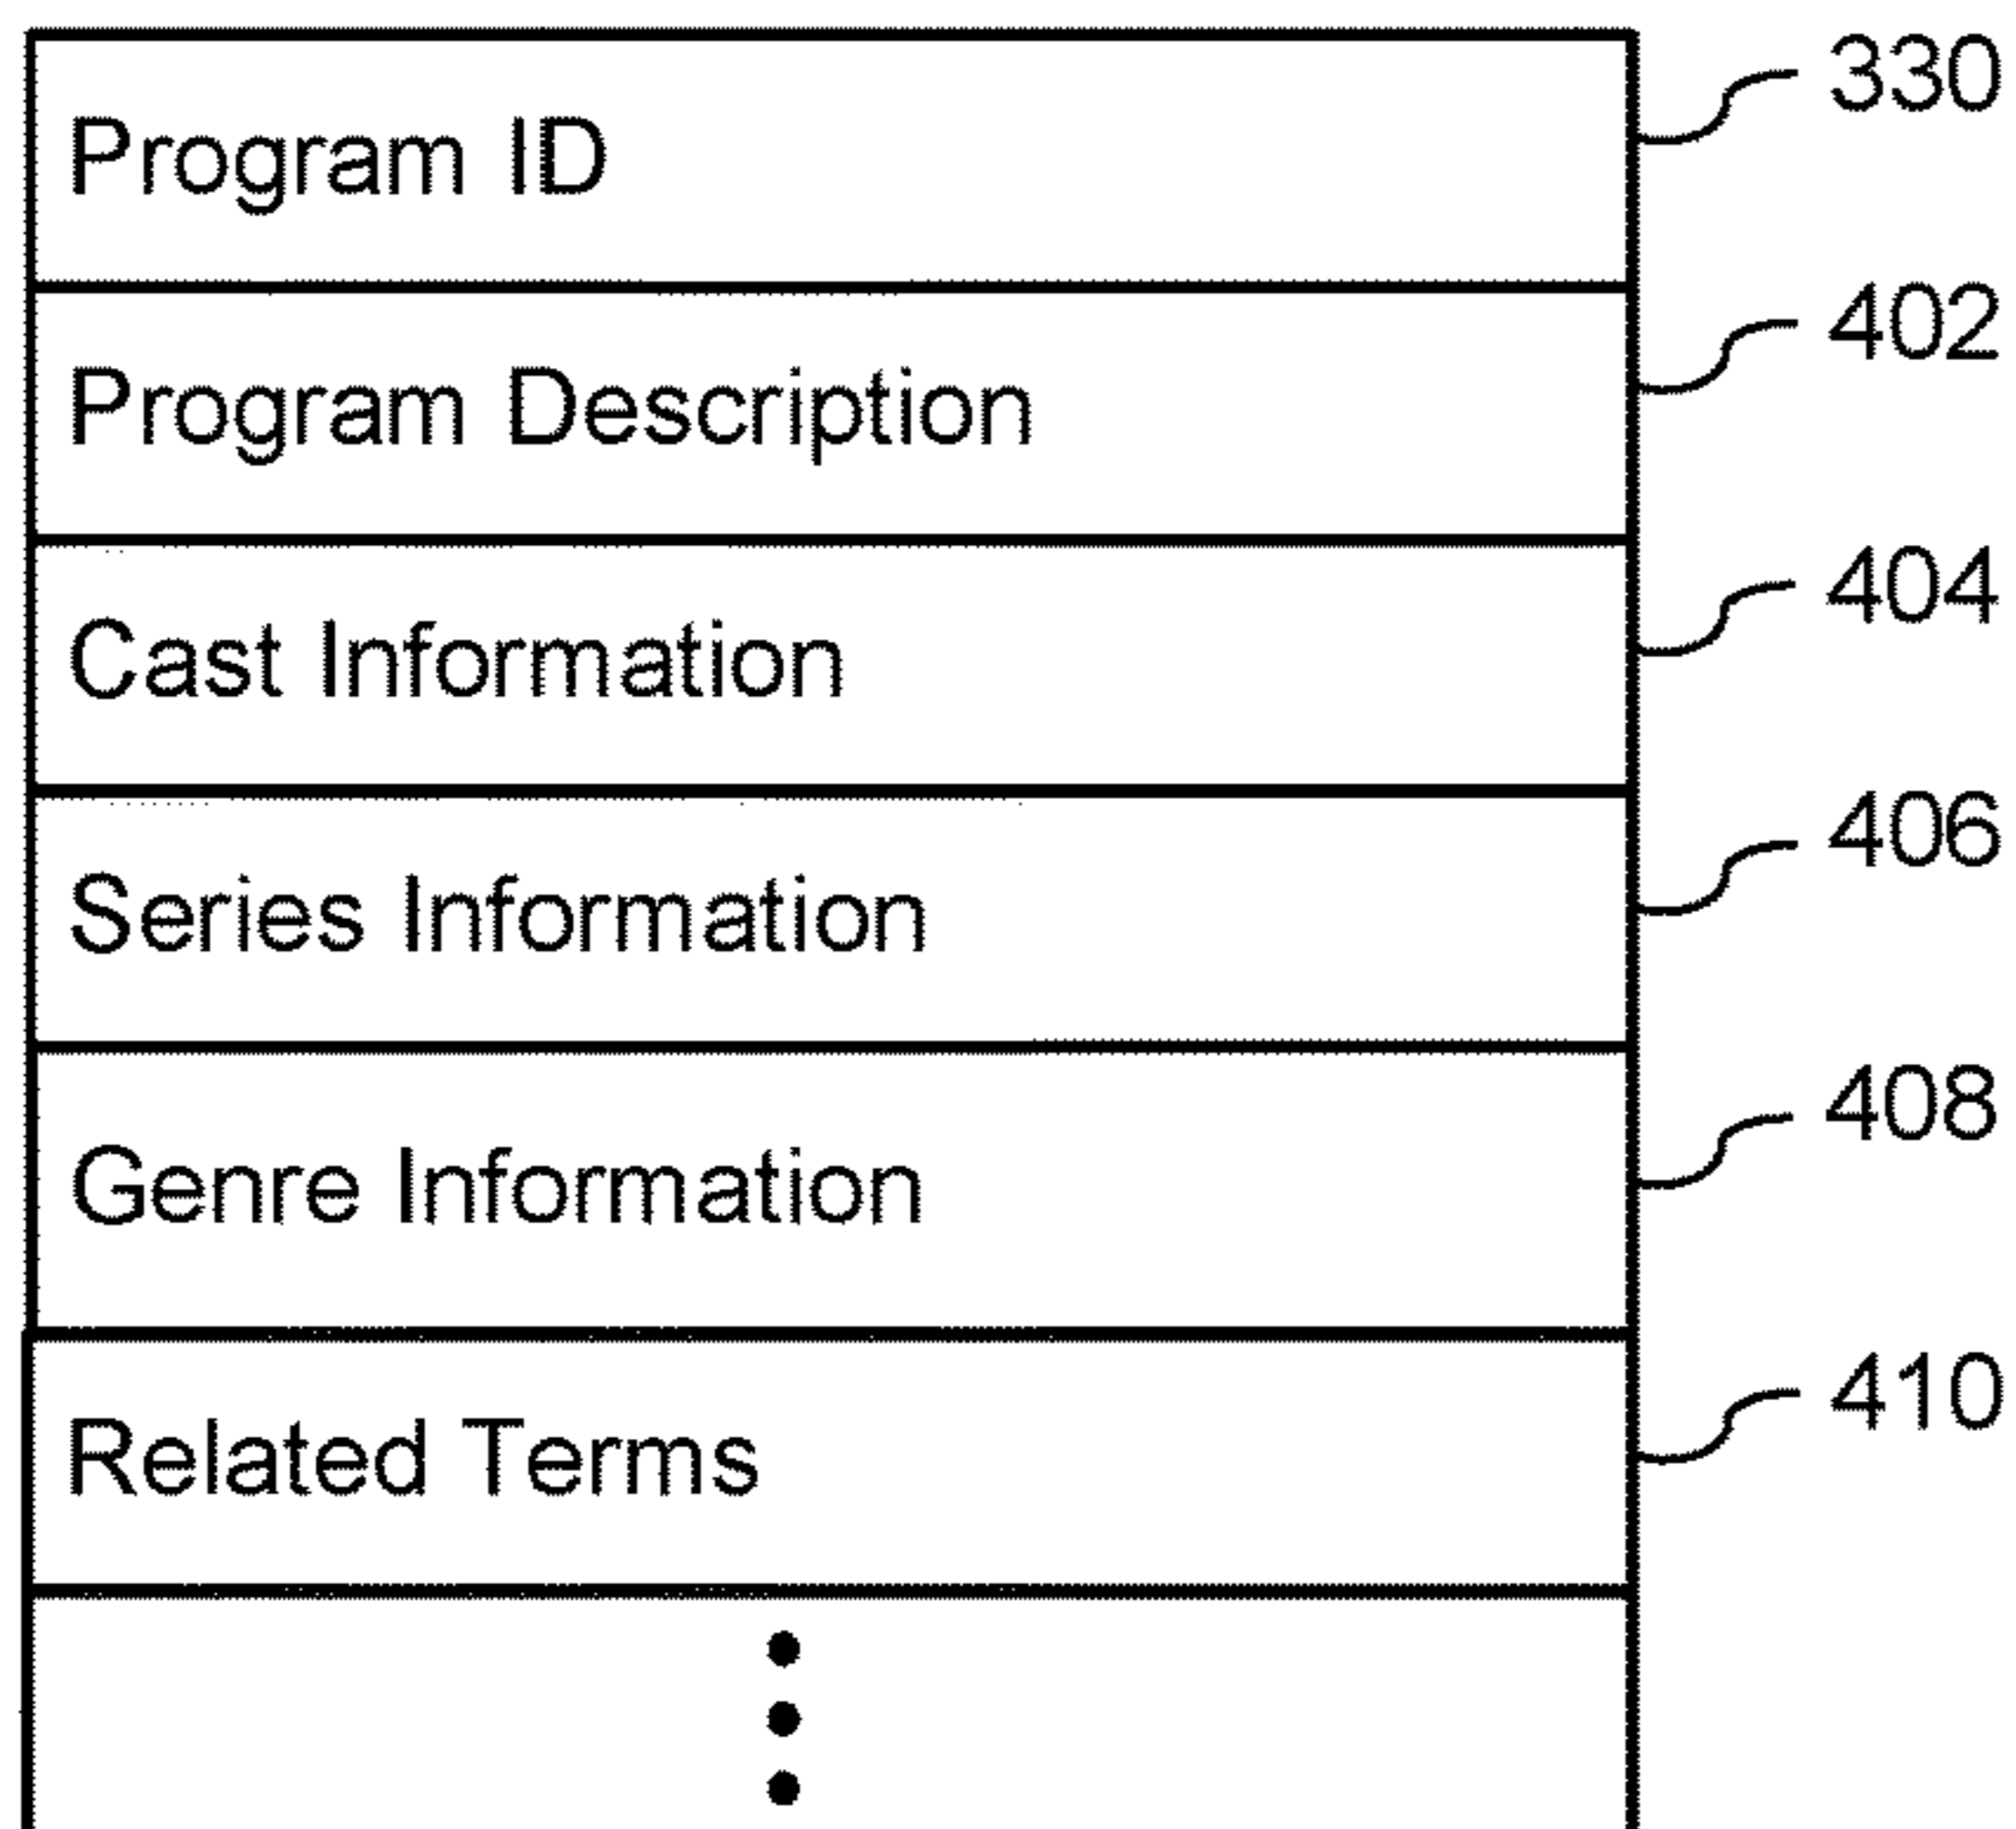 Program ID 330
Program Description 402
Cast Information 404
Series Information 406
Genre Information 408
Related Terms 410